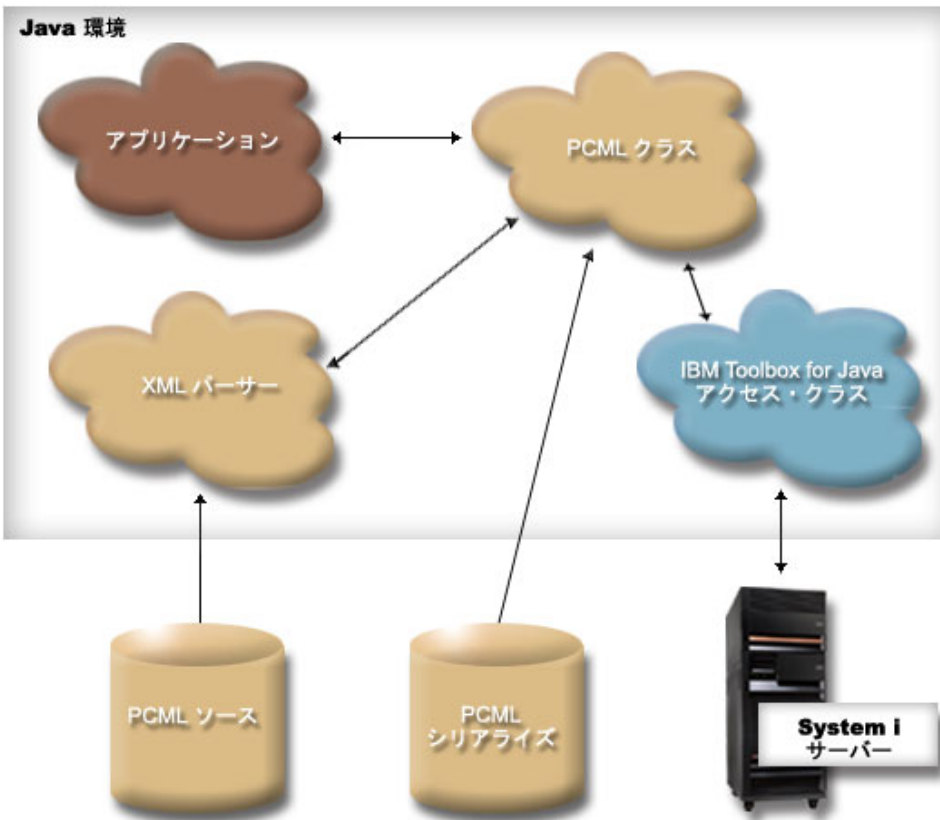 Java 環境
アプリケーション
PCML クラス
XML パーサー
IBM Toolbox for Java
アクセス・クラス
PCML ソース
PCML
シリアライズ
System i
サーバー